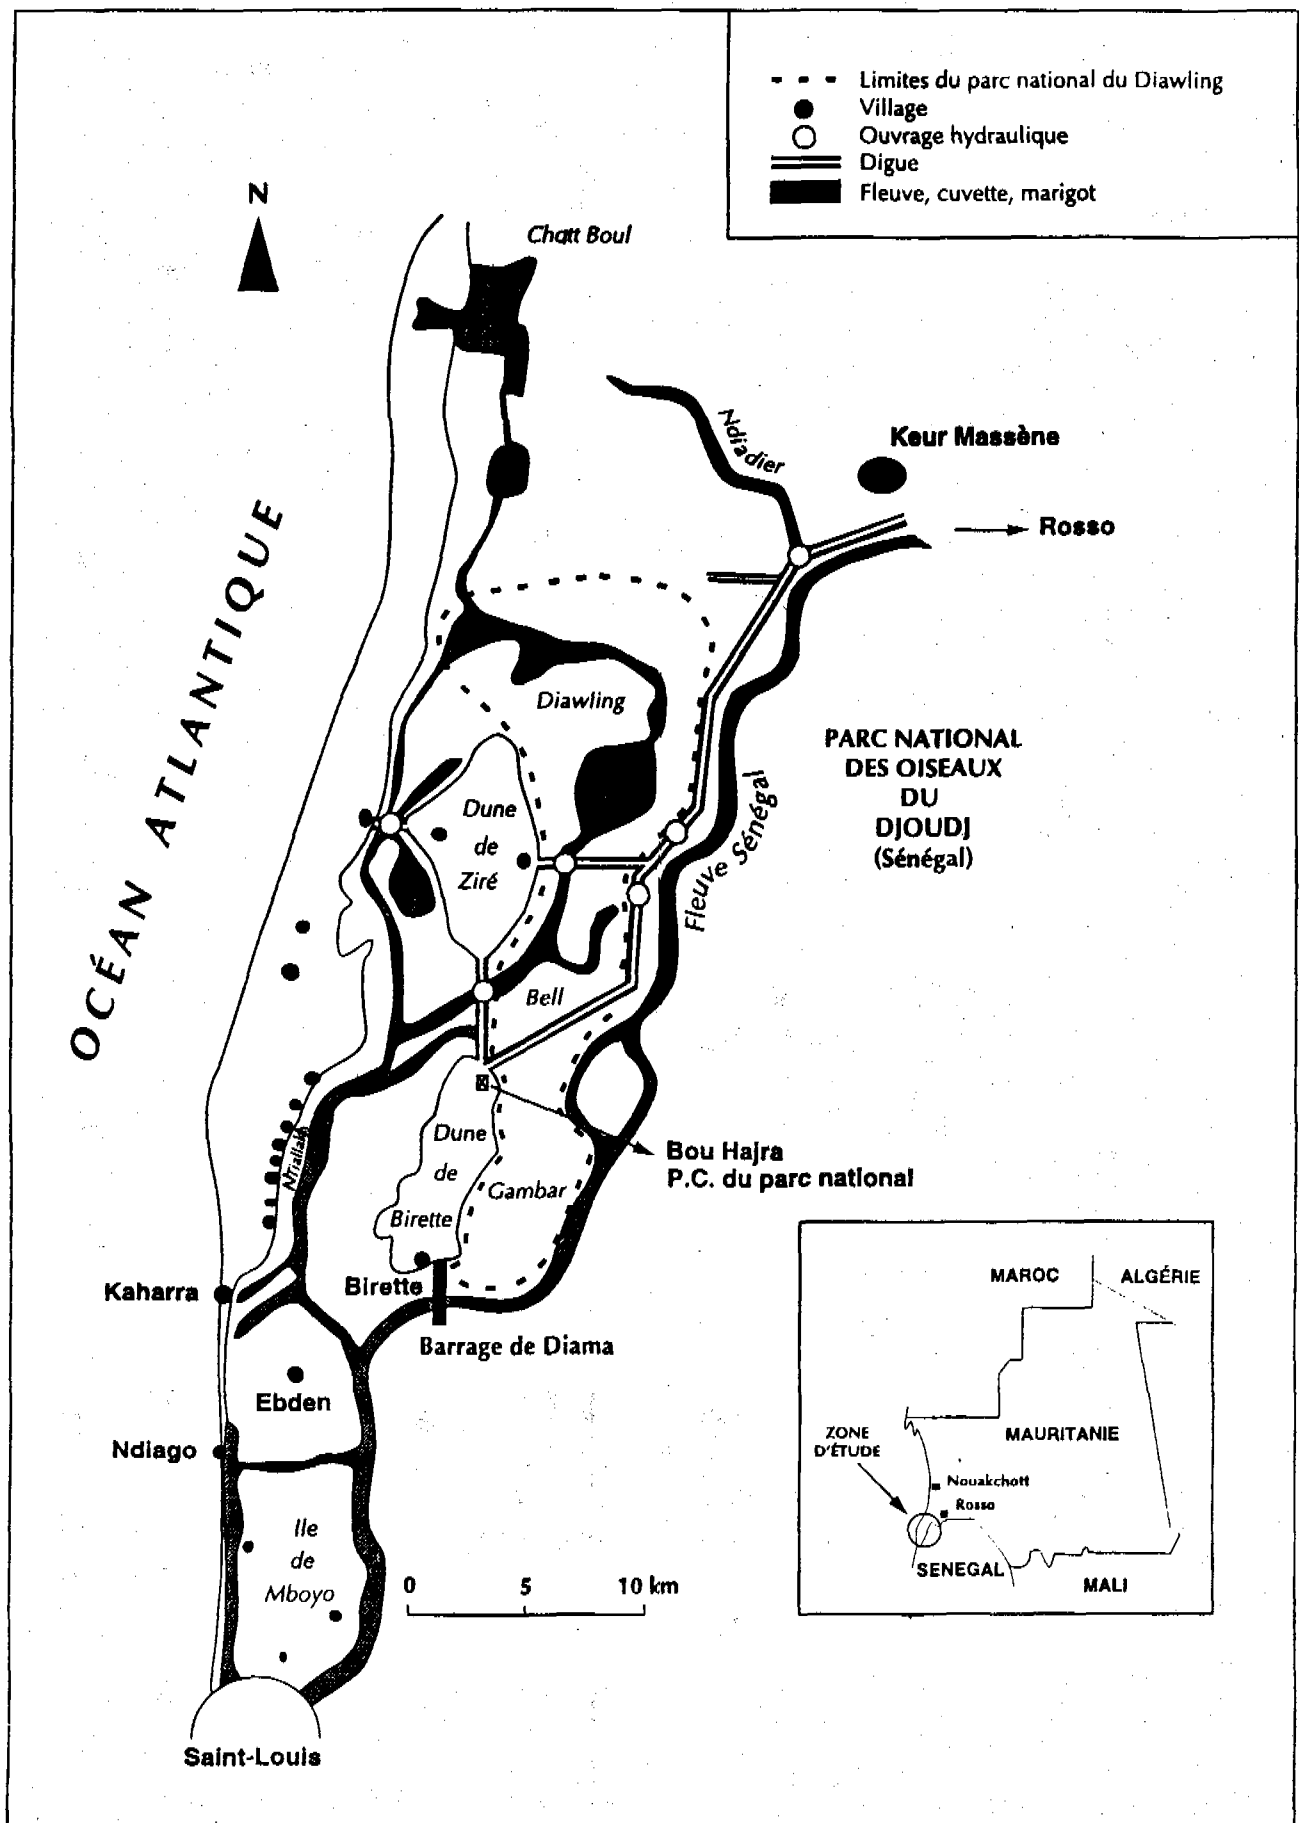 Limites du parc national du Diawling
Village
Ouvrage hydraulique
Digue
Fleuve, cuvette, marigot
N
Chatt Boul
Ndiadier
Keur Massène
Rosso
OCÉAN ATLANTIQUE
Diawling
PARC NATIONAL
DES OISEAUX
DU
DJOUDJ
(Sénégal)
Fleuve Sénégal
Dune
de
Ziré
Bell
Bou Hajra
P.C. du parc national
Dune
de
Birette
Gambar
Kaharra
Birette
Barrage de Diama
Ebden
Ndiago
Ile
de
Mboyo
0 5 10 km
Saint-Louis
MAROC
ALGÉRIE
MAURITANIE
ZONE
D'ÉTUDE
Nouakchott
Rosso
SENEGAL
MALI